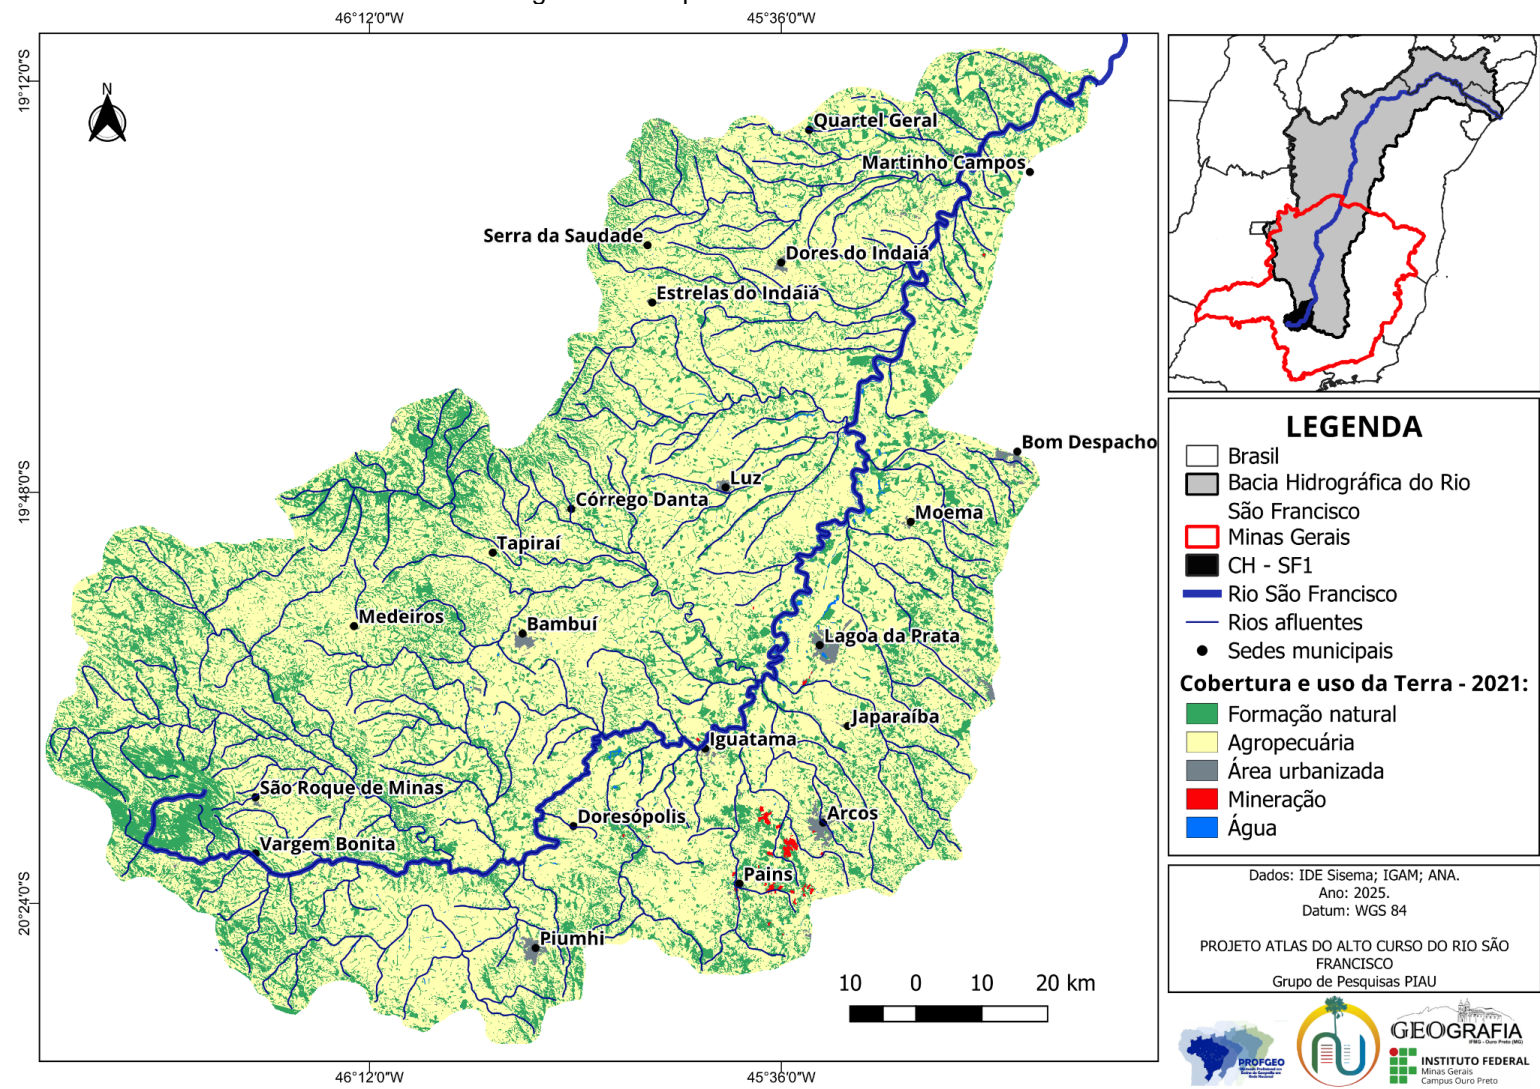 46°12'0"W
45°36'0"W
19°12'0"S
19°48'0"S
20°24'0"S
N
Quartel Geral
Martinho Campos
Serra da Saudade
Dores do Indaiá
Estrelas do Indáiá
Bom Despacho
Luz
Córrego Danta
Moema
Tapiraí
Medeiros
Bambuí
Lagoa da Prata
Japaraíba
Iguatama
São Roque de Minas
Doresópolis
Arcos
Vargem Bonita
Pains
Piumhi
10 0 10 20 km
46°12'0"W
45°36'0"W
LEGENDA
Brasil
Bacia Hidrográfica do Rio
São Francisco
Minas Gerais
CH - SF1
Rio São Francisco
Rios afluentes
Sedes municipais
Cobertura e uso da Terra - 2021:
Formação natural
Agropecuária
Área urbanizada
Mineração
Água
Dados: IDE Sisema; IGAM; ANA.
Ano: 2025.
Datum: WGS 84
PROJETO ATLAS DO ALTO CURSO DO RIO SÃO
FRANCISCO
Grupo de Pesquisas PIAU
PROFGEO
GEOGRAFIA
IFMG - Ouro Preto (MG)
INSTITUTO FEDERAL
Minas Gerais
Campus Ouro Preto